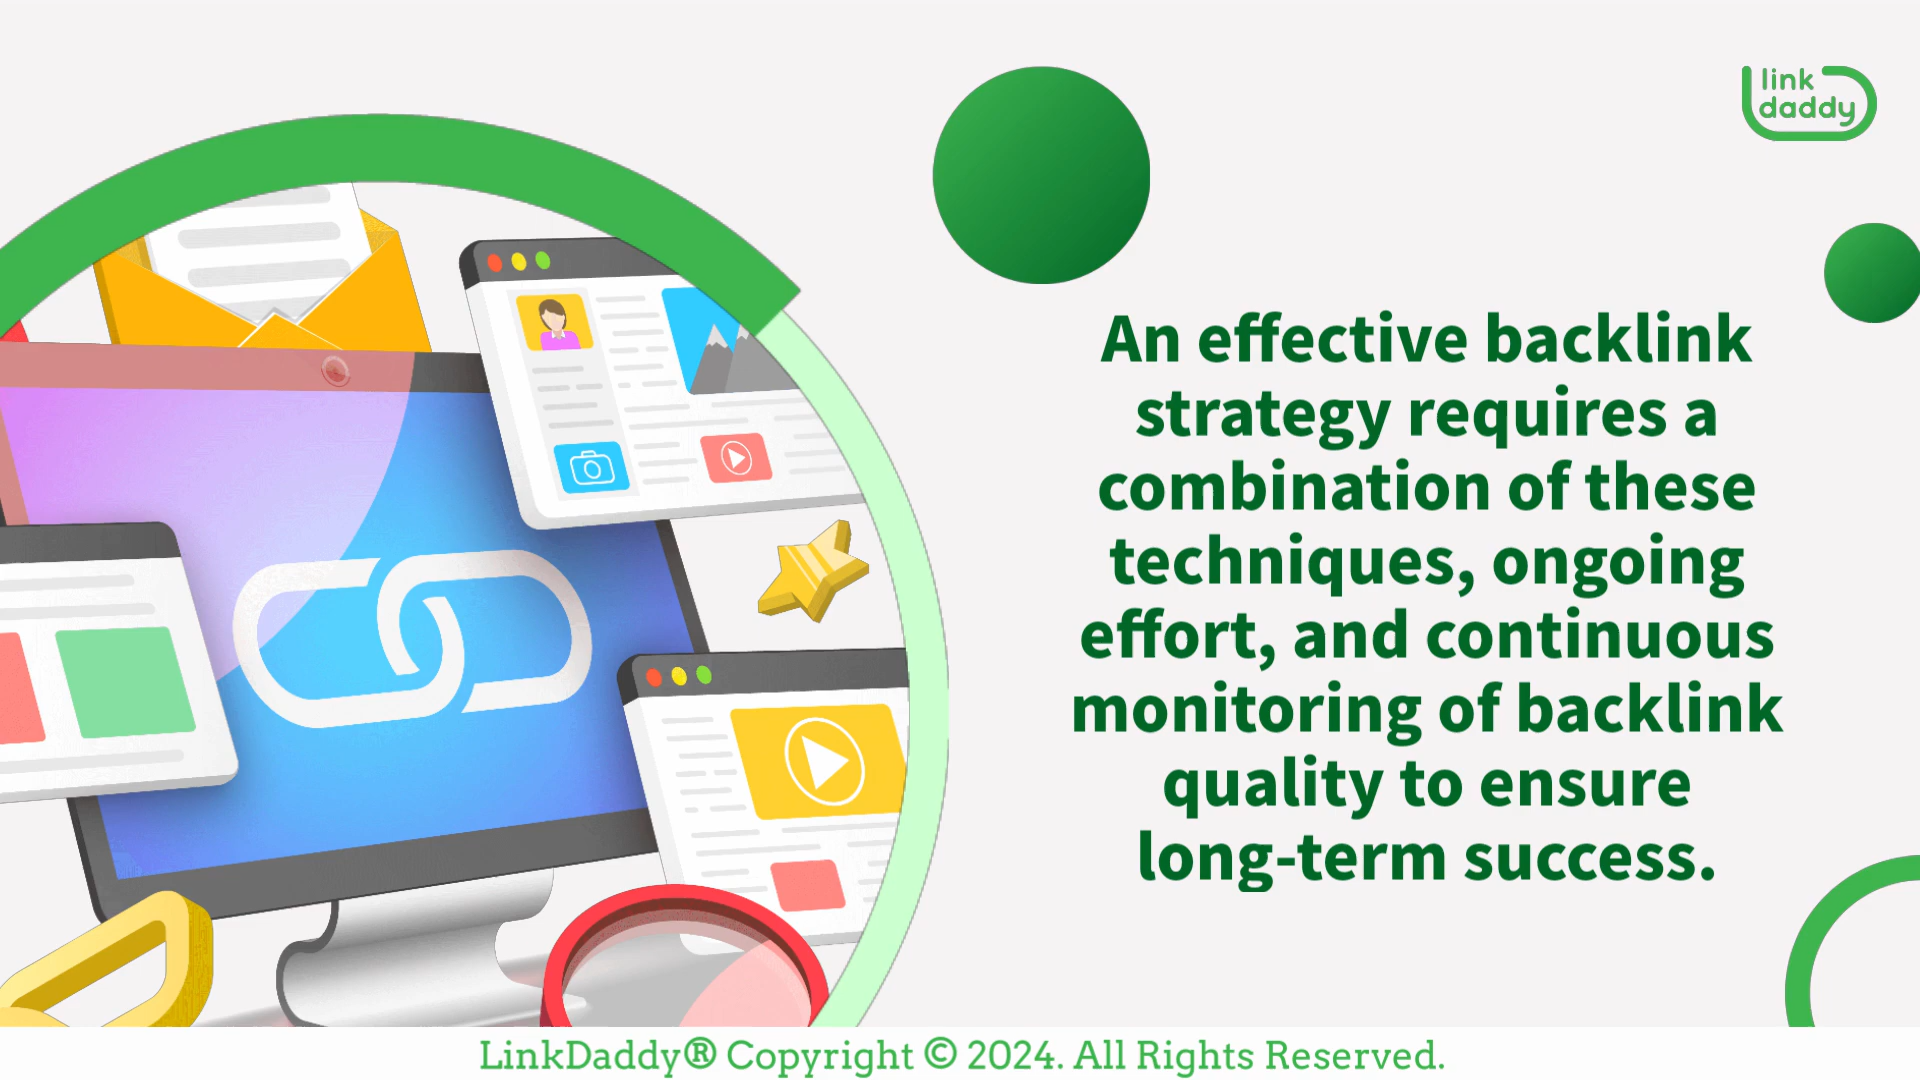 link
daddy
An effective backlink
strategy requires a
combination of these
techniques, ongoing
effort, and continuous
monitoring of backlink
quality to ensure
long-term success.
LinkDaddy® Copyright © 2024. All Rights Reserved.